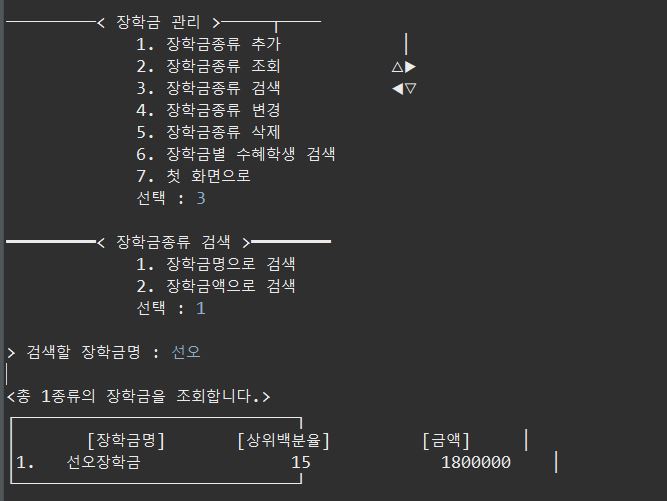 < 장학금 관리 >
1. 장학금종류 추가
2. 장학금종류 조회 △▶
3. 장학금종류 검색 ◀▽
4. 장학금종류 변경
5. 장학금종류 삭제
6. 장학금별 수혜학생 검색
7. 첫 화면으로
선택 : 3
< 장학금종류 검색 >
1. 장학금명으로 검색
2. 장학금액으로 검색
선택 : 1
> 검색할 장학금명 : 선오
<총 1종류의 장학금을 조회합니다.>
[장학금명] [상위백분율] [금액]
1. 선오장학금 15 1800000